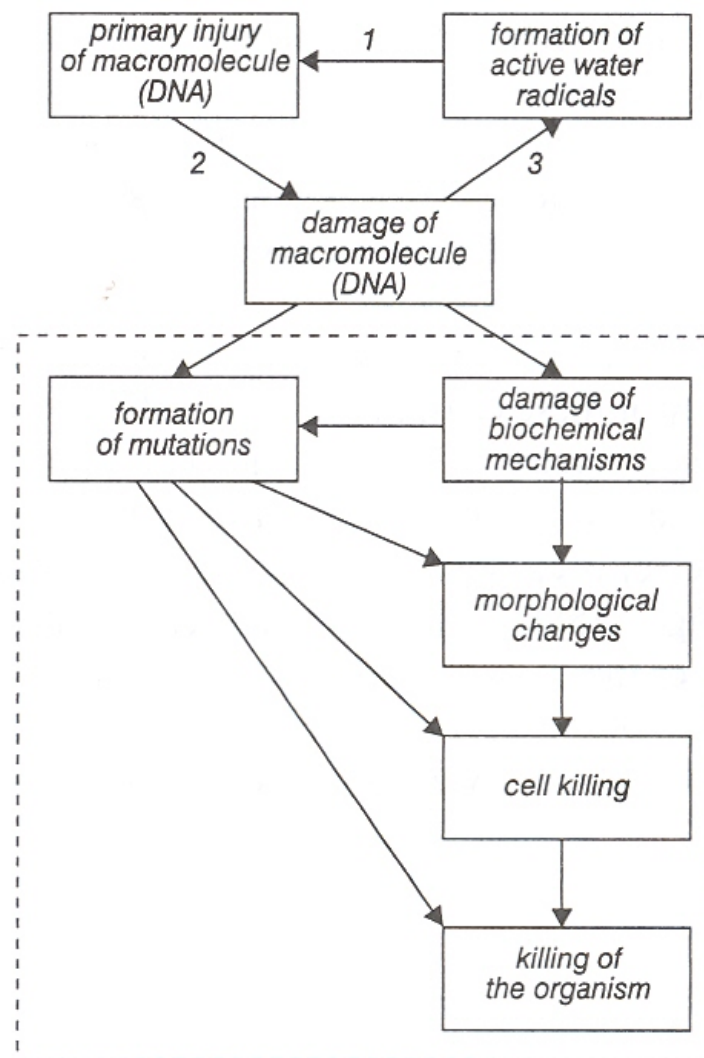 primary injury
of macromolecule
(DNA)
1
formation of
active water
radicals
2
3
damage of
macromolecule
(DNA)
formation
of mutations
damage of
biochemical
mechanisms
morphological
changes
cell killing
killing of
the organism